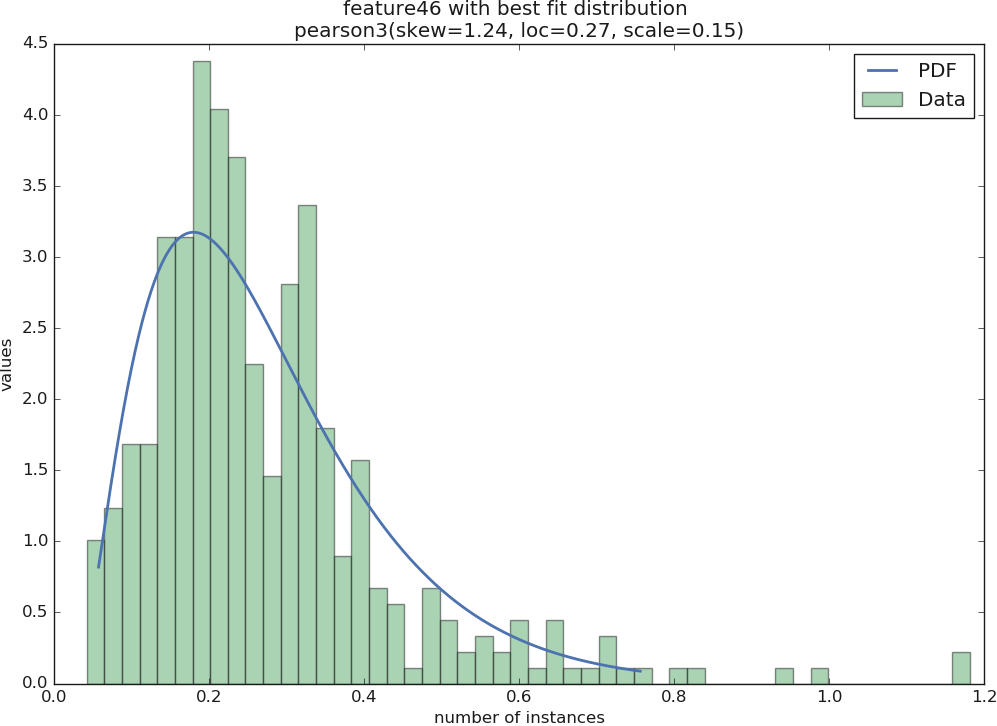 feature46 with best fit distribution
pearson3(skew=1.24, loc=0.27, scale=0.15)
PDF
Data
4.5
4.0
3.5
3.0
2.5
2.0
1.5
1.0
0.5
0.0
values
0.0 0.2 0.4 0.6 0.8 1.0 1.2
number of instances